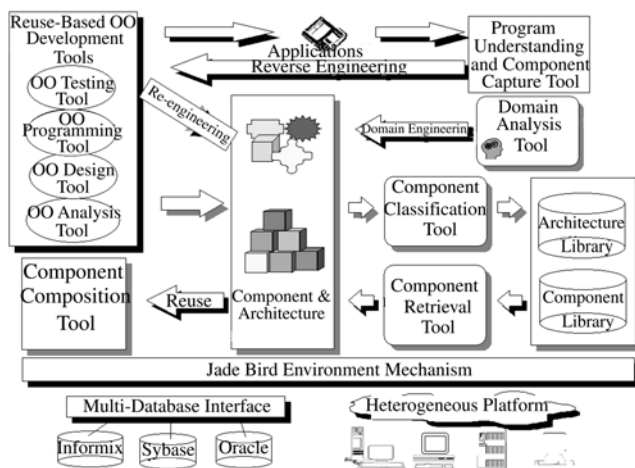 Reuse-Based OO
Development
Tools
OO Testing
Tool
OO
Programming
Tool
OO Design
Tool
OO Analysis
Tool
Applications
Reverse Engineering
Program
Understanding
and Component
Capture Tool
Re-engineering
Domain Engineerin
Domain
Analysis
Tool
Component
Classification
Tool
Architecture
Library
Component
Composition
Tool
Reuse
Component &
Architecture
Component
Retrieval
Tool
Component
Library
Jade Bird Environment Mechanism
Multi-Database Interface
Heterogeneous Platform
Informix
Sybase
Oracle